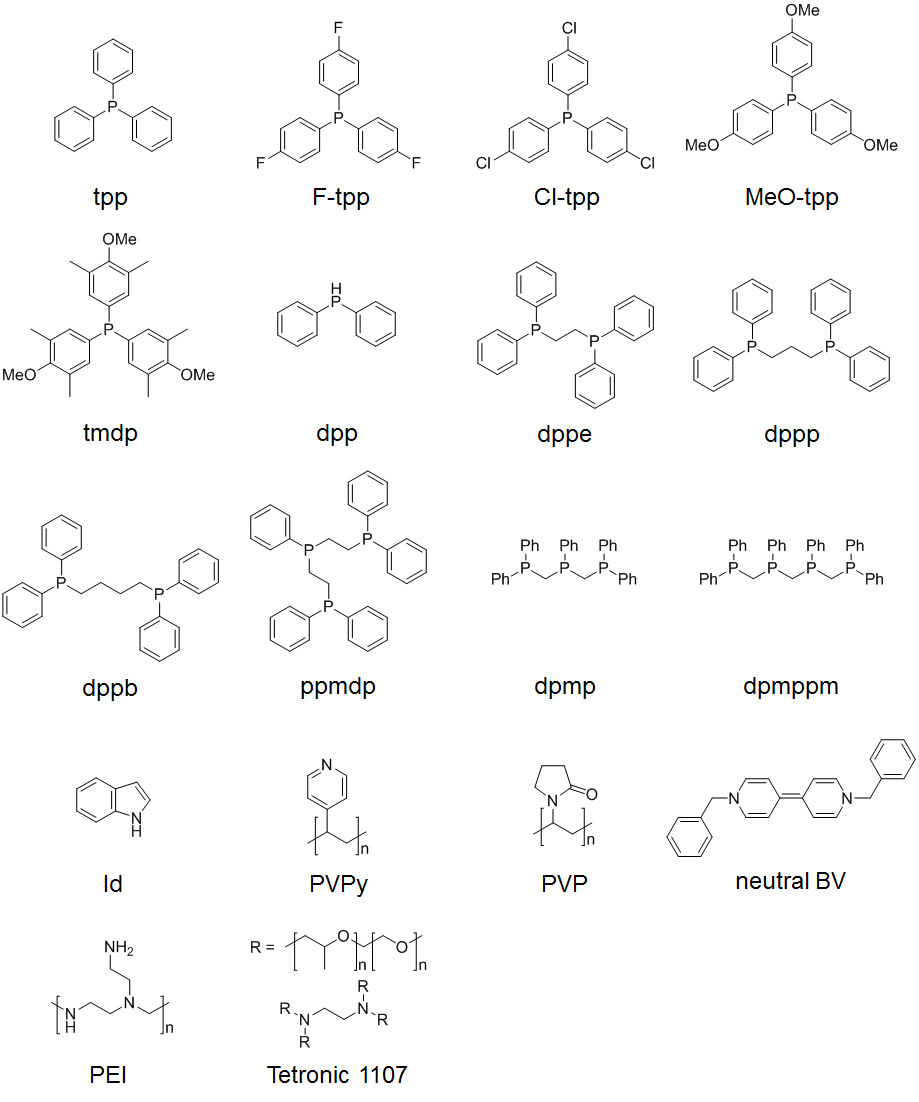 P
tpp
F
P
F
F
F-tpp
Cl
P
Cl
Cl
Cl-tpp
OMe
P
MeO
OMe
MeO-tpp
OMe
P
MeO
OMe
tmdp
H
P
dpp
P
P
dppe
P
P
dppp
P
P
dppb
P
P
P
ppmdp
Ph Ph Ph
P P P
Ph Ph
dpmp
Ph Ph Ph Ph
P P P P
Ph Ph
dpmppm
N
H
Id
N
n
PVPy
N
O
n
PVP
N
N
neutral BV
NH2
N
N
H
n
PEI
R =
O
n
O
n
R
R
N
N
R
R
Tetronic 1107